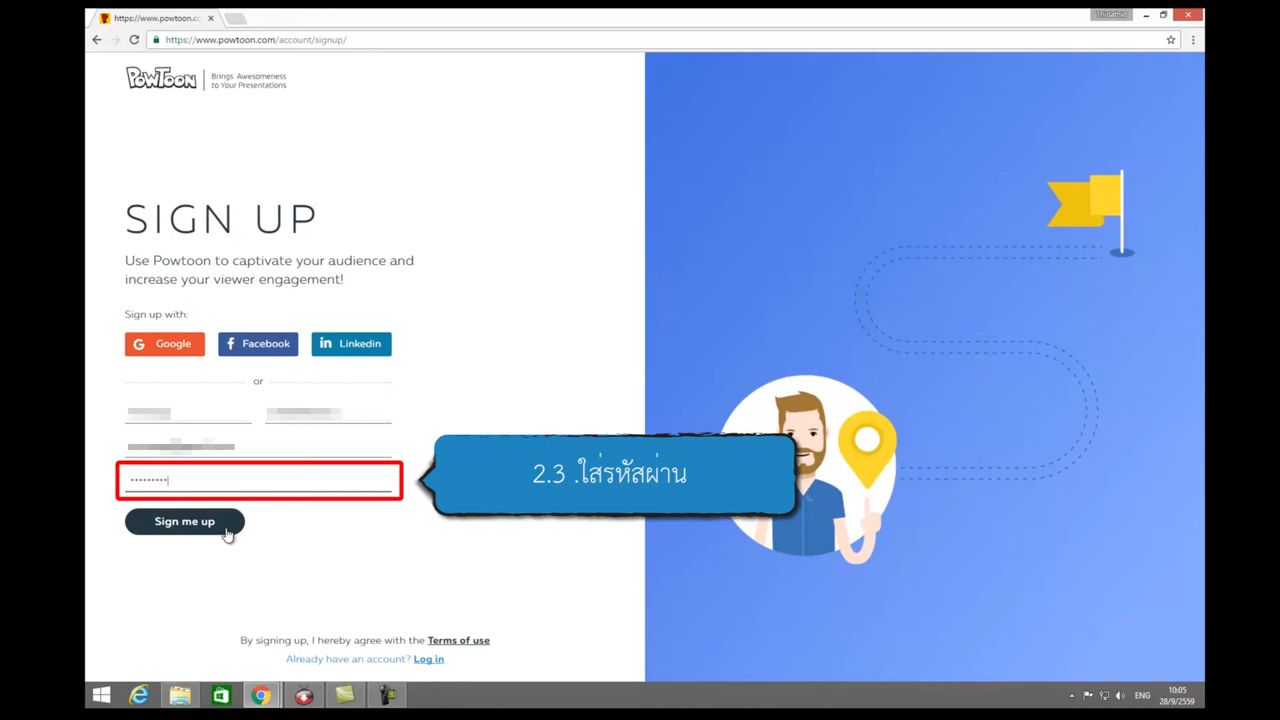 https://www.powtoon.co
https://www.powtoon.com/account/signup/
PowToon
Brings Awesomeness
to Your Presentations
SIGN UP
Use Powtoon to captivate your audience and
increase your viewer engagement!
Sign up with:
G Google
f Facebook
in Linkedin
or
2.3 .ใส่รหัสผ่าน
Sign me up
By signing up, I hereby agree with the Terms of use
Already have an account? Log in
ENG
10:05
28/9/2559